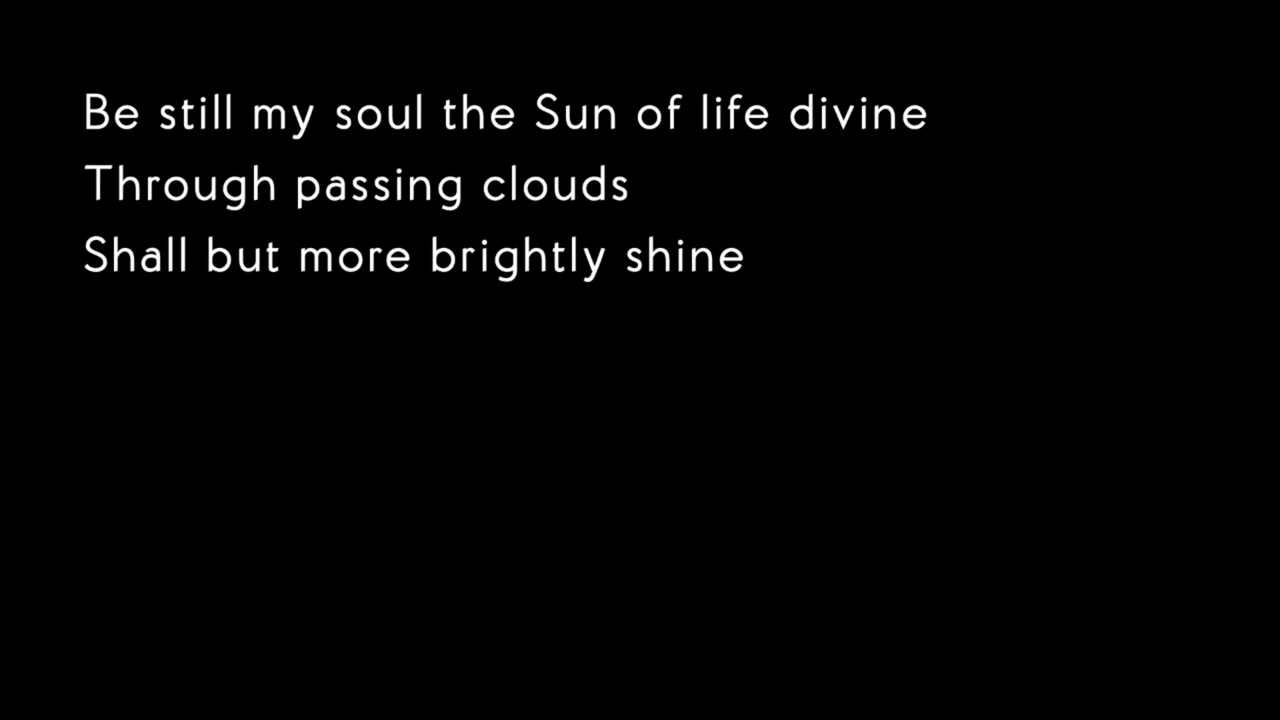 Be still my soul the Sun of life divine
Through passing clouds
Shall but more brightly shine